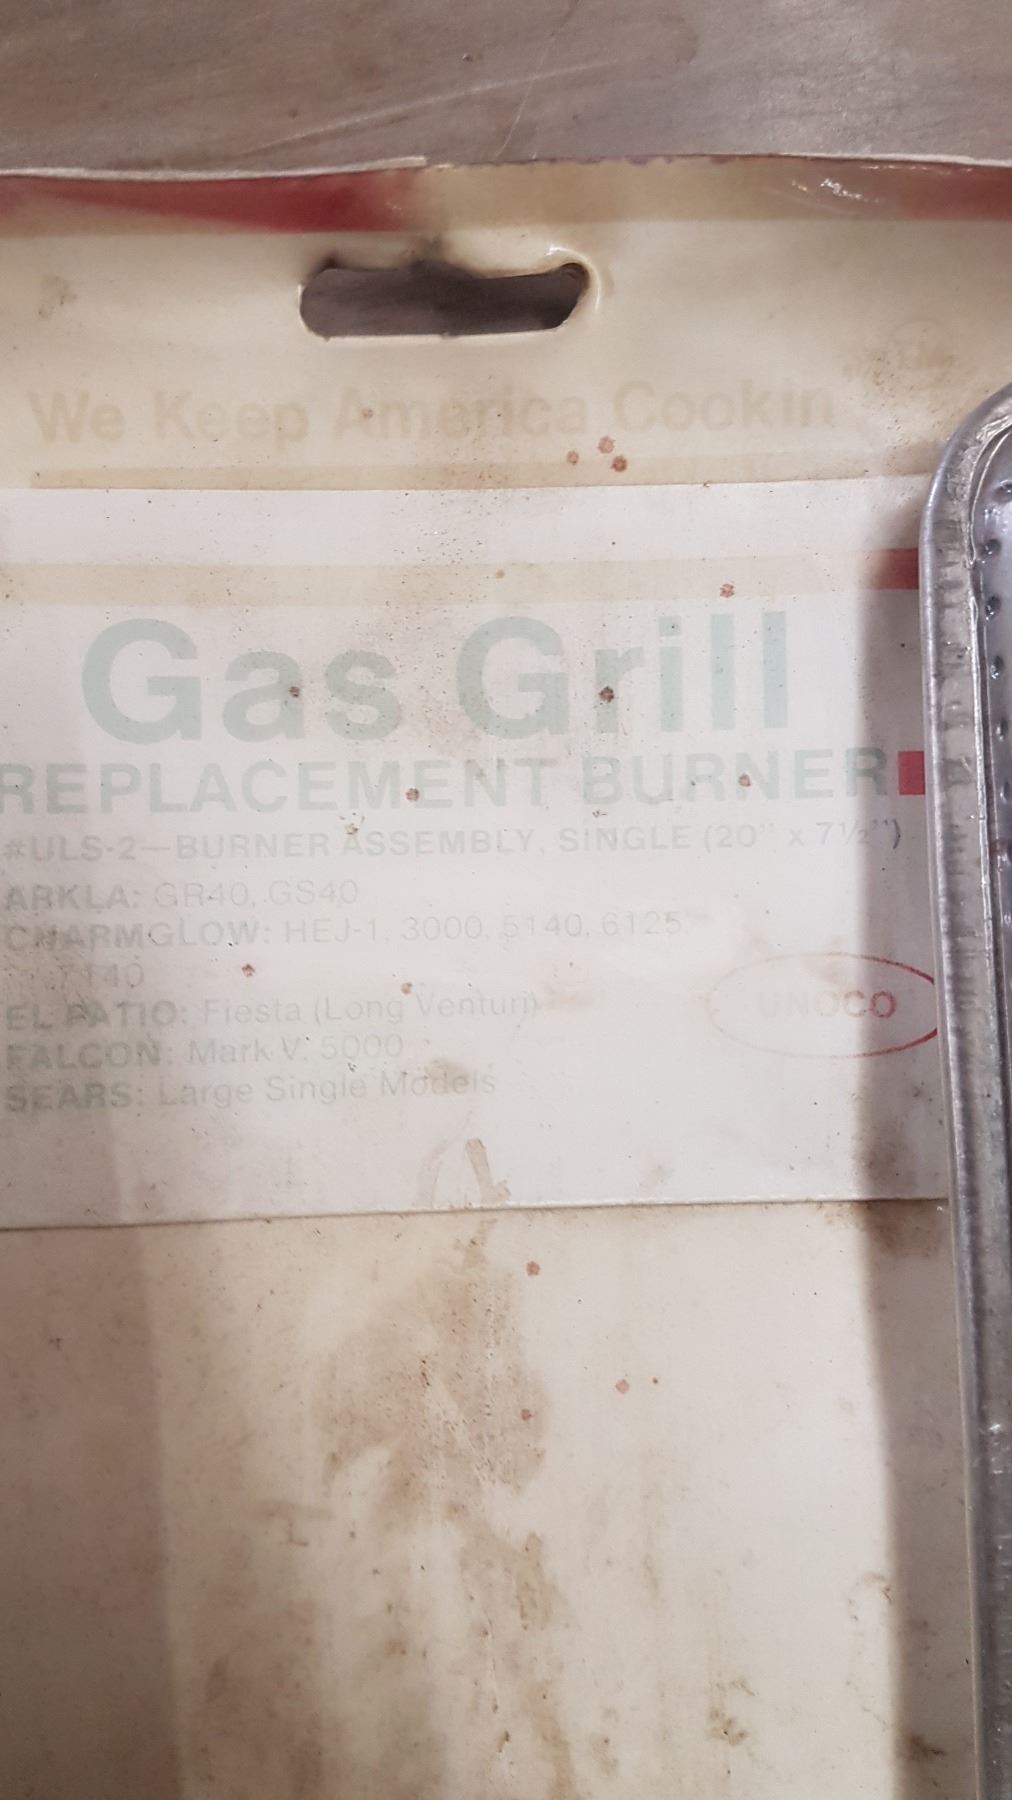 We Keep America Cookin
TM
Gas Grill
REPLACEMENT BURNER
#ULS-2—BURNER ASSEMBLY, SINGLE (20" x 7½")
ARKLA: GR40, GS40
CHARMGLOW: HEJ-1, 3000, 5140, 6125,
7140
EL PATIO: Fiesta (Long Venturi)
FALCON: Mark V, 5000
SEARS: Large Single Models
UNOCO